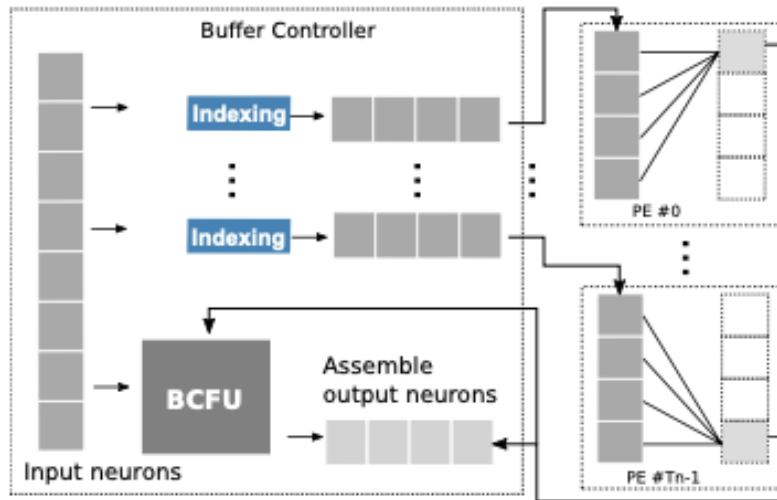 Buffer Controller
Indexing
PE #0
Indexing
BCFU
Assemble
output neurons
Input neurons
PE #Tn-1